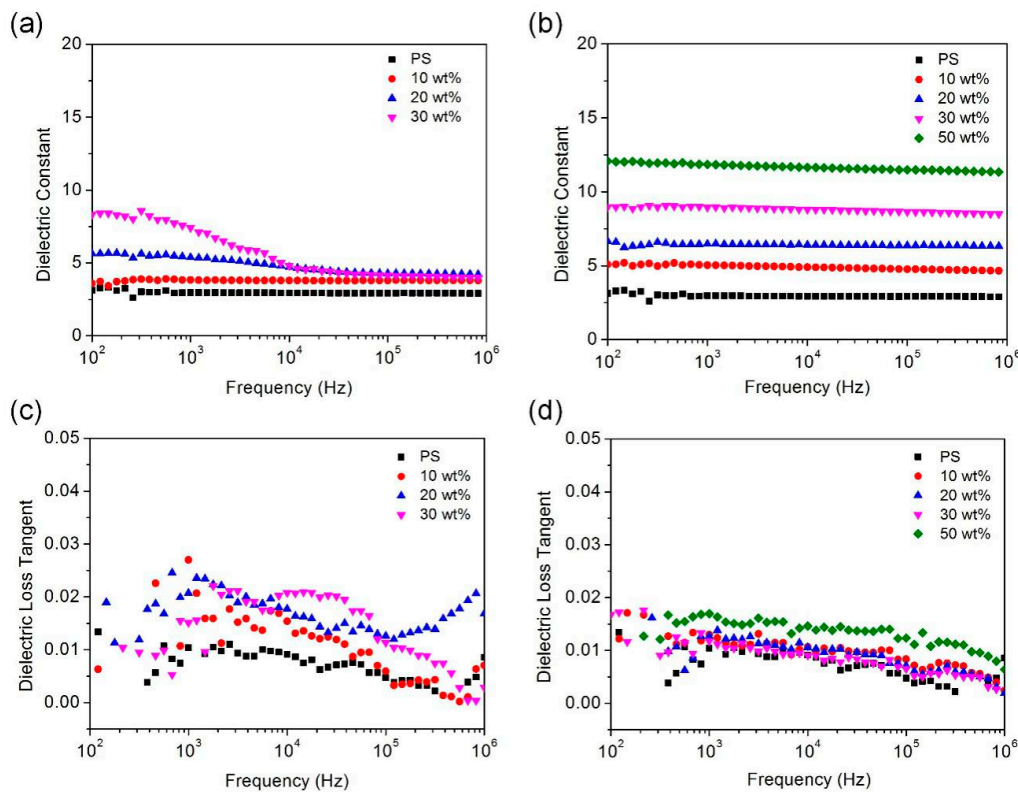 (a)
20
15
10
5
0
Dielectric Constant
PS
10 wt%
20 wt%
30 wt%
10² 10³ 10⁴ 10⁵ 10⁶
Frequency (Hz)
(b)
20
15
10
5
0
Dielectric Constant
PS
10 wt%
20 wt%
30 wt%
50 wt%
10² 10³ 10⁴ 10⁵ 10⁶
Frequency (Hz)
(c)
0.05
0.04
0.03
0.02
0.01
0.00
Dielectric Loss Tangent
PS
10 wt%
20 wt%
30 wt%
10² 10³ 10⁴ 10⁵ 10⁶
Frequency (Hz)
(d)
0.05
0.04
0.03
0.02
0.01
0.00
Dielectric Loss Tangent
PS
10 wt%
20 wt%
30 wt%
50 wt%
10² 10³ 10⁴ 10⁵ 10⁶
Frequency (Hz)